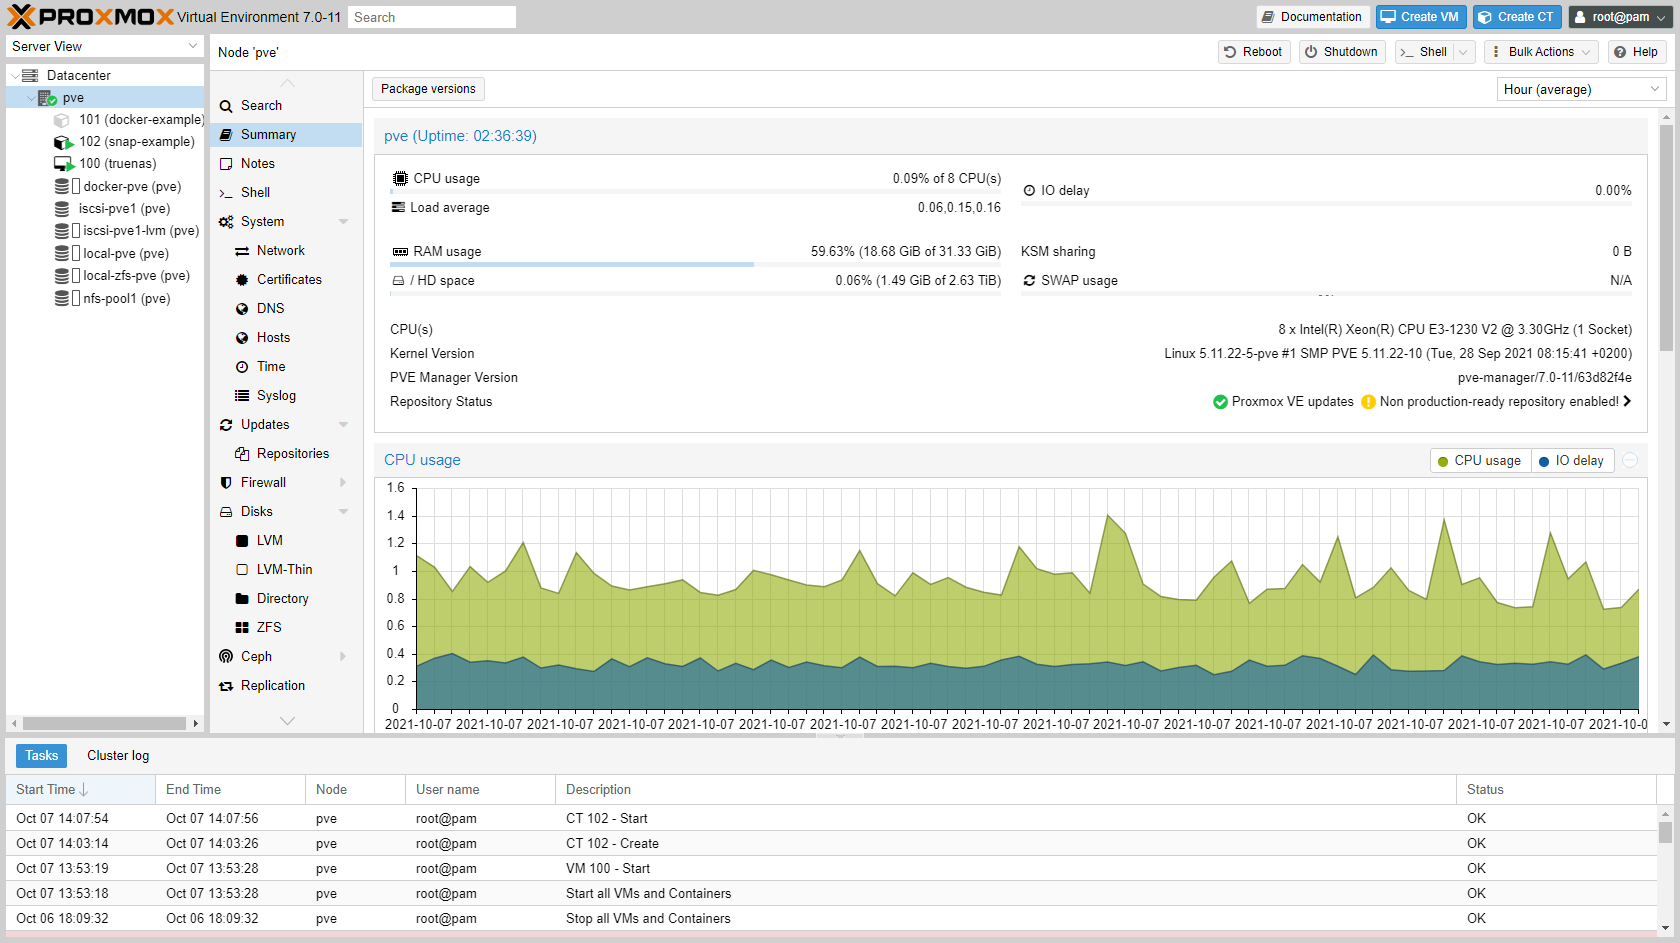 PROXMOX Virtual Environment 7.0-11 Search Documentation Create VM Create CT root@pam
Server View
Datacenter
pve
101 (docker-example)
102 (snap-example)
100 (truenas)
docker-pve (pve)
iscsi-pve1 (pve)
iscsi-pve1-lvm (pve)
local-pve (pve)
local-zfs-pve (pve)
nfs-pool1 (pve)
Node 'pve' Reboot Shutdown >_ Shell Bulk Actions Help
Search
Summary
Notes
>_ Shell
System
Network
Certificates
DNS
Hosts
Time
Syslog
Updates
Repositories
Firewall
Disks
LVM
LVM-Thin
Directory
ZFS
Ceph
Replication
Package versions Hour (average)
pve (Uptime: 02:36:39)
CPU usage 0.09% of 8 CPU(s)
IO delay 0.00%
Load average 0.06,0.15,0.16
RAM usage 59.63% (18.68 GiB of 31.33 GiB)
KSM sharing 0 B
/ HD space 0.06% (1.49 GiB of 2.63 TiB)
SWAP usage N/A
CPU(s) 8 x Intel(R) Xeon(R) CPU E3-1230 V2 @ 3.30GHz (1 Socket)
Kernel Version Linux 5.11.22-5-pve #1 SMP PVE 5.11.22-10 (Tue, 28 Sep 2021 08:15:41 +0200)
PVE Manager Version pve-manager/7.0-11/63d82f4e
Repository Status Proxmox VE updates Non production-ready repository enabled!
CPU usage CPU usage IO delay
1.6
1.4
1.2
1
0.8
0.6
0.4
0.2
0
2021-10-07 2021-10-07 2021-10-07 2021-10-07 2021-10-07 2021-10-07 2021-10-07 2021-10-07 2021-10-07 2021-10-07 2021-10-07 2021-10-07 2021-10-07 2021-10-07 2021-10-07 2021-10-07 2021-10-07 2021-10-0
Tasks Cluster log
Start Time End Time Node User name Description Status
Oct 07 14:07:54 Oct 07 14:07:56 pve root@pam CT 102 - Start OK
Oct 07 14:03:14 Oct 07 14:03:26 pve root@pam CT 102 - Create OK
Oct 07 13:53:19 Oct 07 13:53:28 pve root@pam VM 100 - Start OK
Oct 07 13:53:18 Oct 07 13:53:28 pve root@pam Start all VMs and Containers OK
Oct 06 18:09:32 Oct 06 18:09:32 pve root@pam Stop all VMs and Containers OK